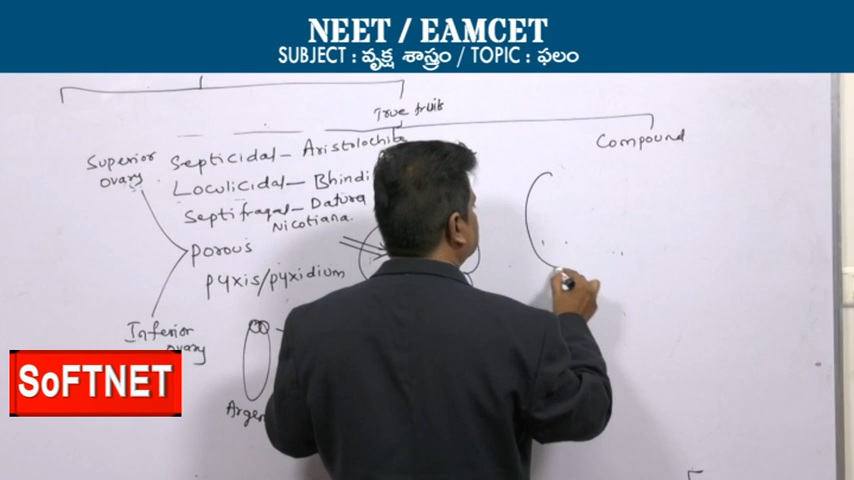 NEET / EAMCET
SUBJECT : వృక్ష శాస్త్రం / TOPIC : ఫలం
True fruit
Compound
Superior
ovary
Septicidal - Aristolochia
Loculicidal - Bhindi
Septifragal - Datura
Nicotiana.
porous
pyxis/pyxidium
Inferior
ovary
SoFTNET